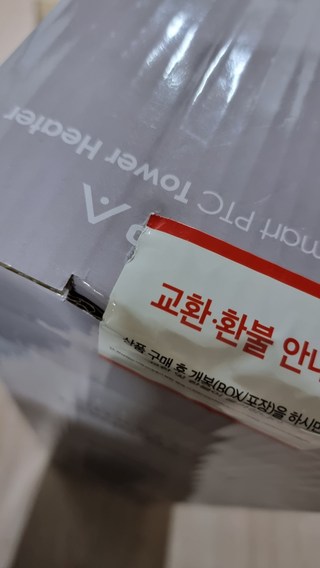 mart PTC Tower Heater
교환·환불 안내
상품 구매 후 개봉(BOX/포장)을 하시면